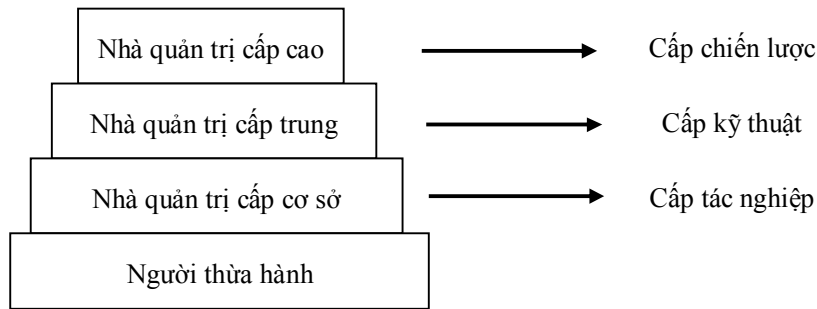 Nhà quản trị cấp cao
Cấp chiến lược
Nhà quản trị cấp trung
Cấp kỹ thuật
Nhà quản trị cấp cơ sở
Cấp tác nghiệp
Người thừa hành